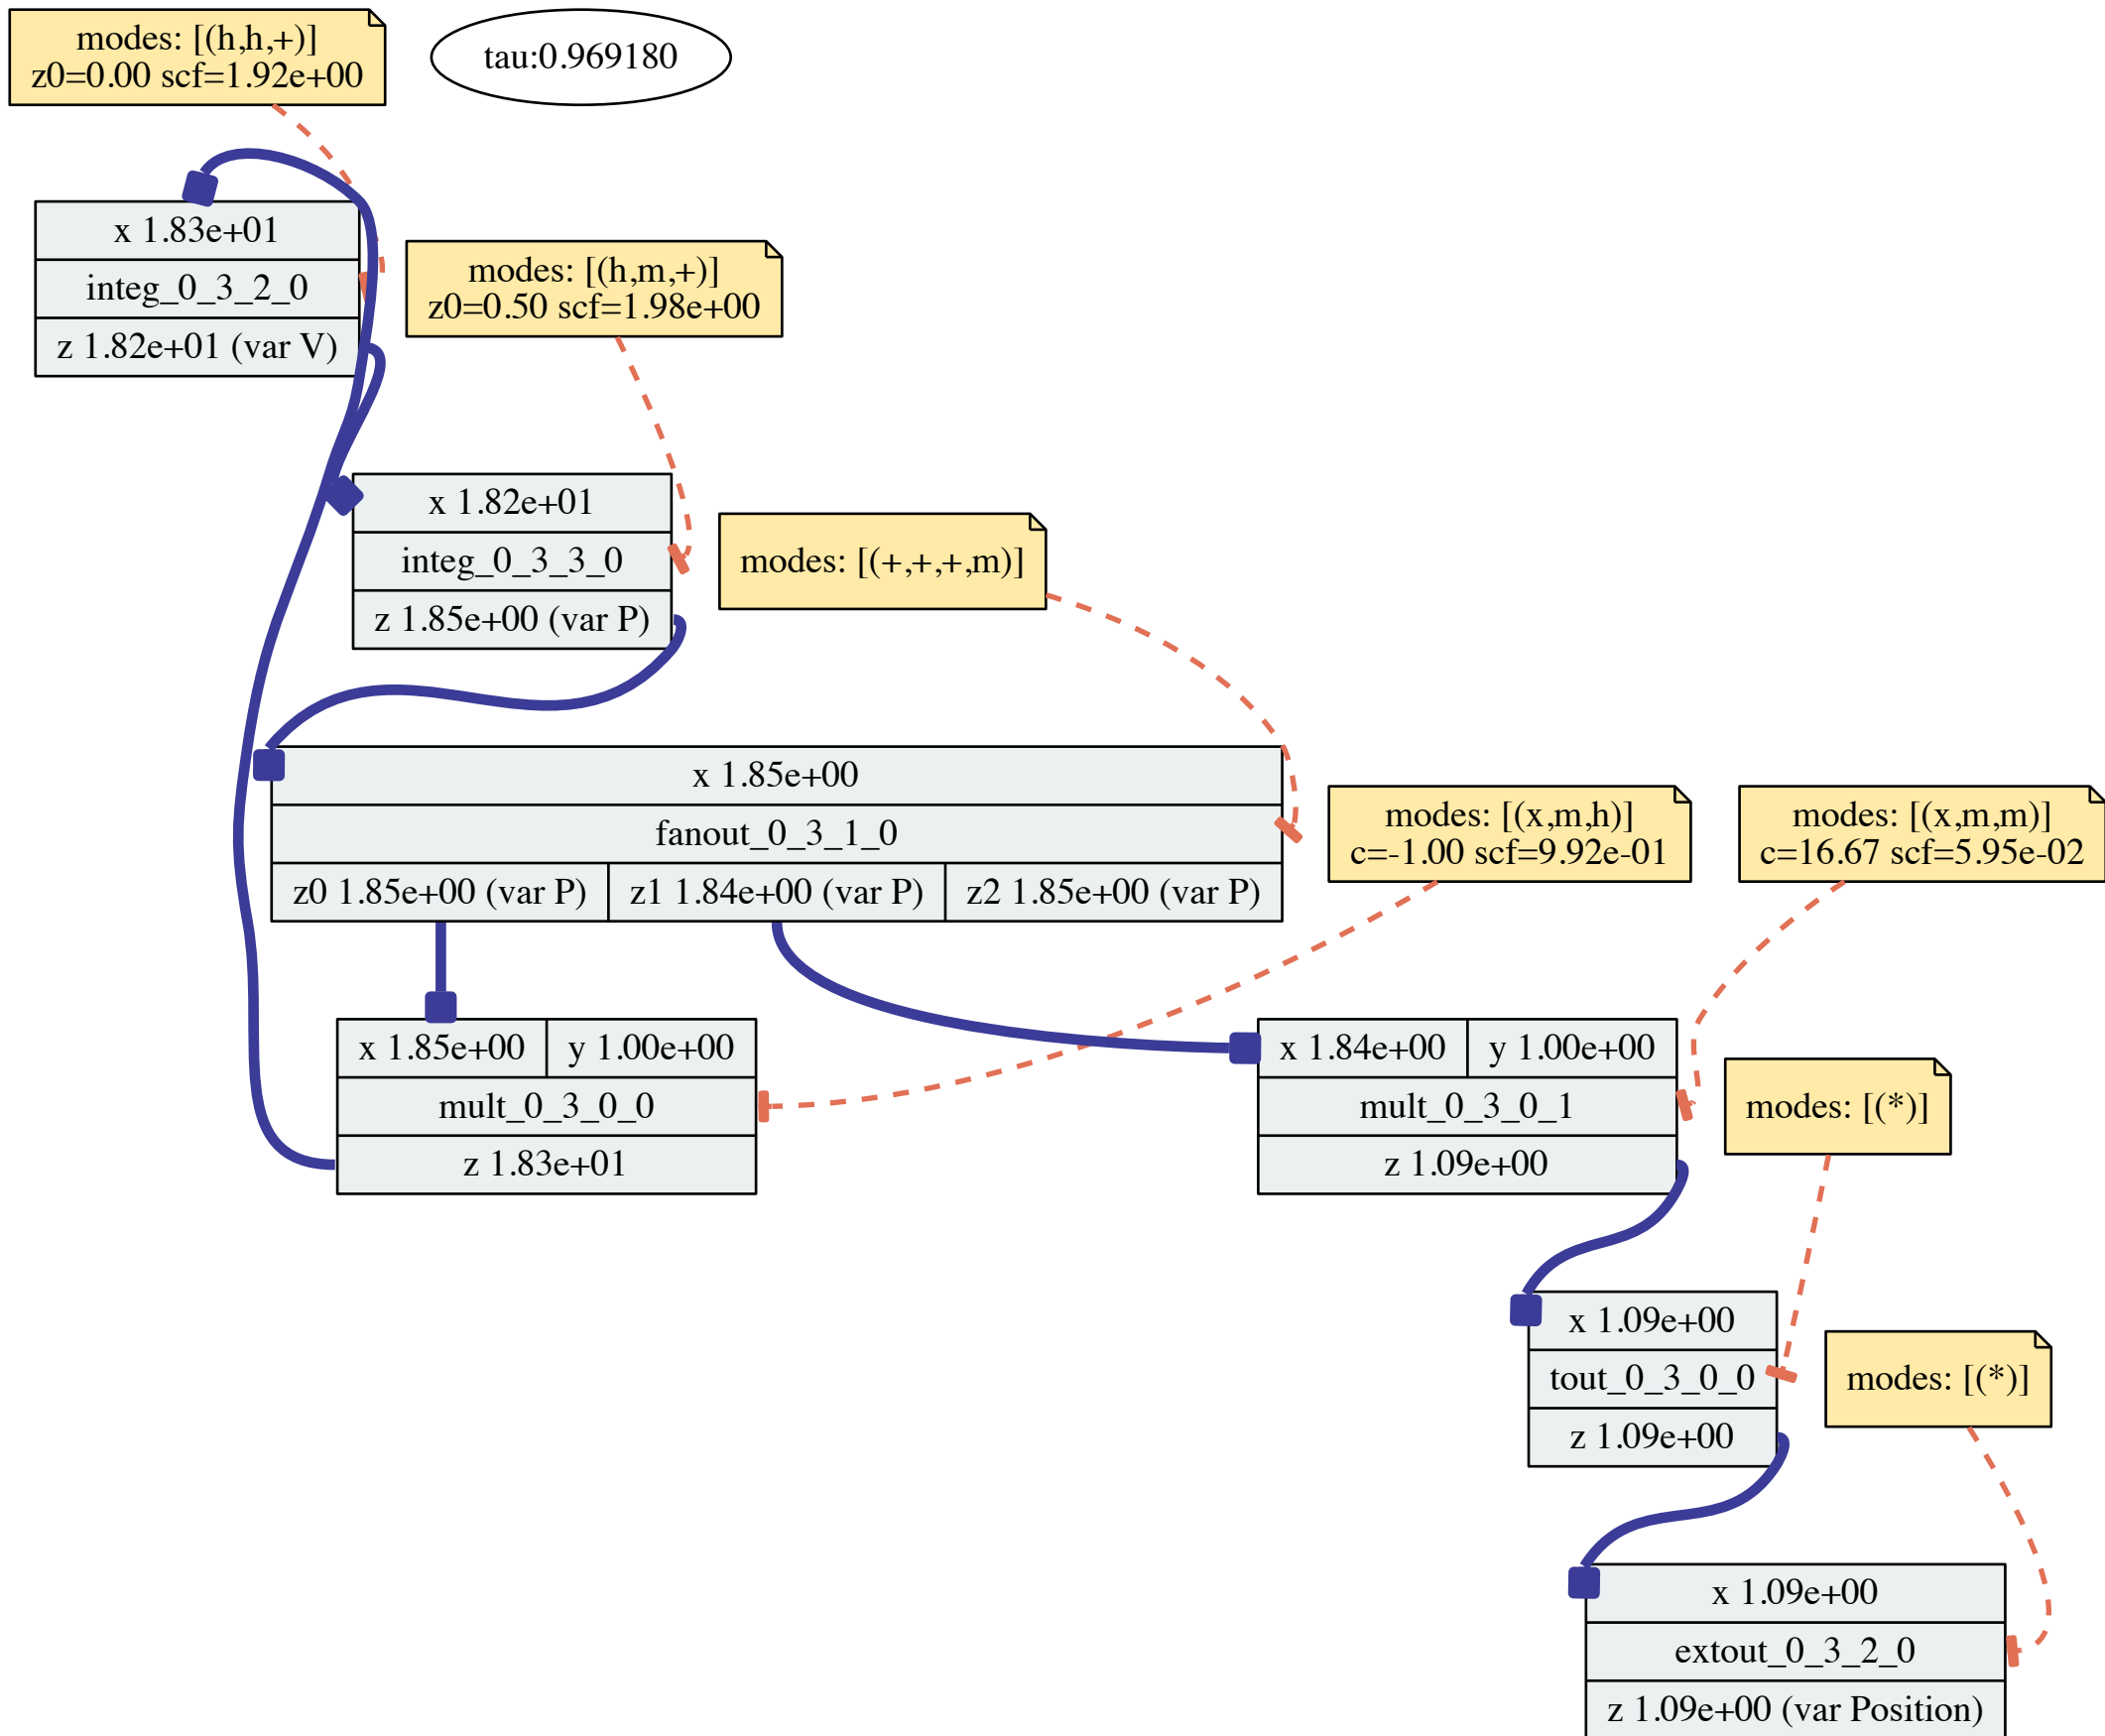 modes: [(h,h,+)]
z0=0.00 scf=1.92e+00
tau:0.969180
x 1.83e+01
integ_0_3_2_0
z 1.82e+01 (var V)
modes: [(h,m,+)]
z0=0.50 scf=1.98e+00
x 1.82e+01
integ_0_3_3_0
z 1.85e+00 (var P)
modes: [(+,+,+,m)]
x 1.85e+00
fanout_0_3_1_0
z0 1.85e+00 (var P)
z1 1.84e+00 (var P)
z2 1.85e+00 (var P)
modes: [(x,m,h)]
c=-1.00 scf=9.92e-01
modes: [(x,m,m)]
c=16.67 scf=5.95e-02
x 1.85e+00
y 1.00e+00
mult_0_3_0_0
z 1.83e+01
x 1.84e+00
y 1.00e+00
mult_0_3_0_1
z 1.09e+00
modes: [(*)]
x 1.09e+00
tout_0_3_0_0
z 1.09e+00
modes: [(*)]
x 1.09e+00
extout_0_3_2_0
z 1.09e+00 (var Position)